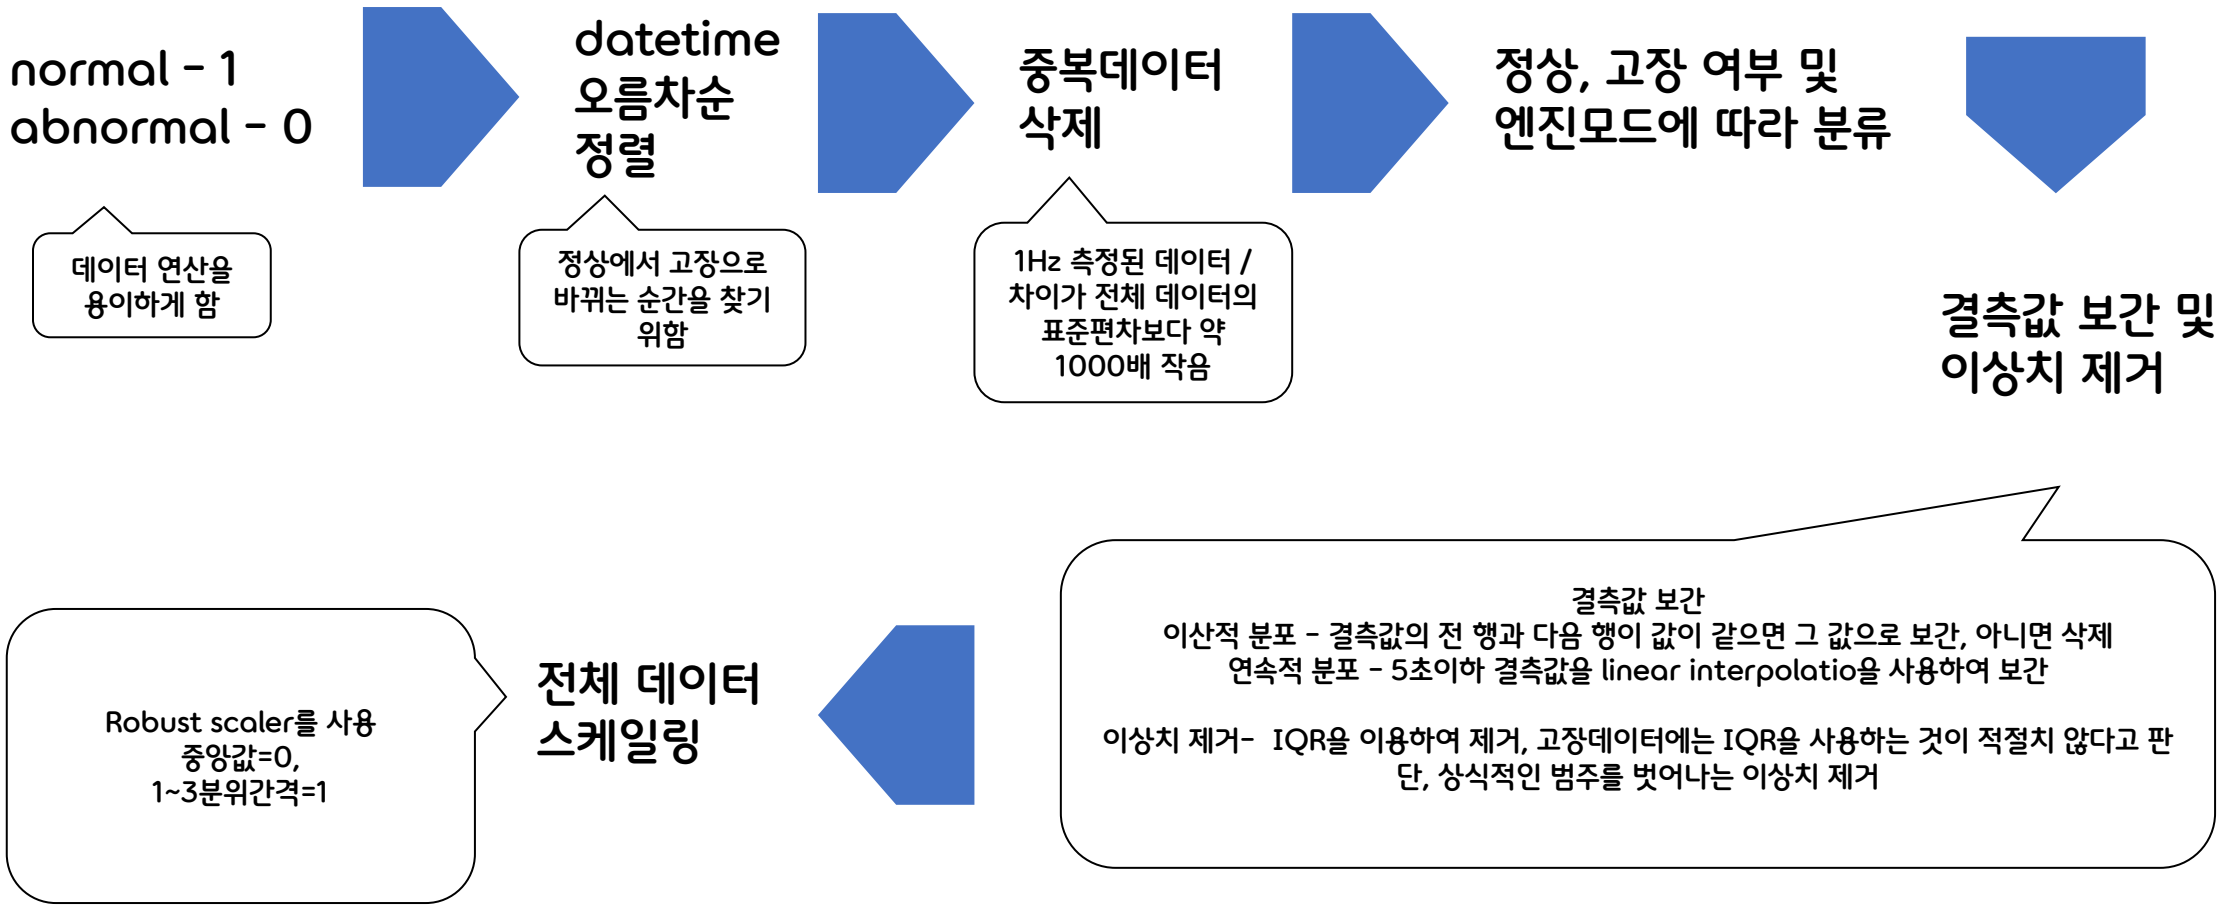 normal - 1
abnormal - 0
데이터 연산을
용이하게 함
datetime
오름차순
정렬
정상에서 고장으로
바뀌는 순간을 찾기
위함
중복데이터
삭제
1Hz 측정된 데이터 /
차이가 전체 데이터의
표준편차보다 약
1000배 작음
정상, 고장 여부 및
엔진모드에 따라 분류
결측값 보간 및
이상치 제거
결측값 보간
이산적 분포 - 결측값의 전 행과 다음 행이 값이 같으면 그 값으로 보간, 아니면 삭제
연속적 분포 - 5초이하 결측값을 linear interpolatio을 사용하여 보간
이상치 제거- IQR을 이용하여 제거, 고장데이터에는 IQR을 사용하는 것이 적절치 않다고 판
단, 상식적인 범주를 벗어나는 이상치 제거
전체 데이터
스케일링
Robust scaler를 사용
중앙값=0,
1~3분위간격=1